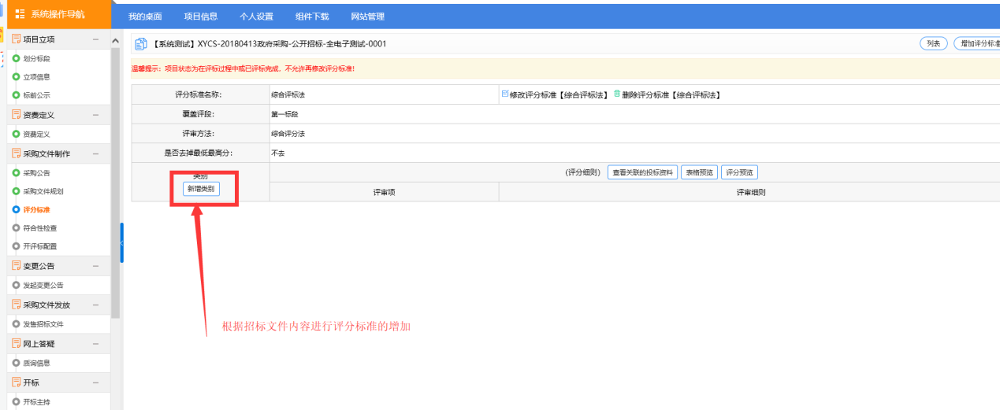 系统操作导航
我的桌面 项目信息 个人设置 组件下载 网站管理
项目立项
划分标段
立项信息
标前公示
资费定义
资费定义
采购文件制作
采购公告
采购文件规划
评分标准
符合性检查
开评标配置
变更公告
发起变更公告
采购文件发放
发售招标文件
网上答疑
质询信息
开标
开标主持
【系统测试】XYCS-20180413政府采购-公开招标-全电子测试-0001
列表 增加评分标准
温馨提示：项目状态为在评标过程中或已评标完成，不允许再修改评分标准!
评分标准名称: 综合评标法 修改评分标准【综合评标法】 删除评分标准【综合评标法】
覆盖评段: 第一标段
评审方法: 综合评分法
是否去掉最低最高分: 不去
类别 (评分细则) 查看关联的投标资料 表格预览 评分预览
新增类别 评审项 评审细则
根据招标文件内容进行评分标准的增加